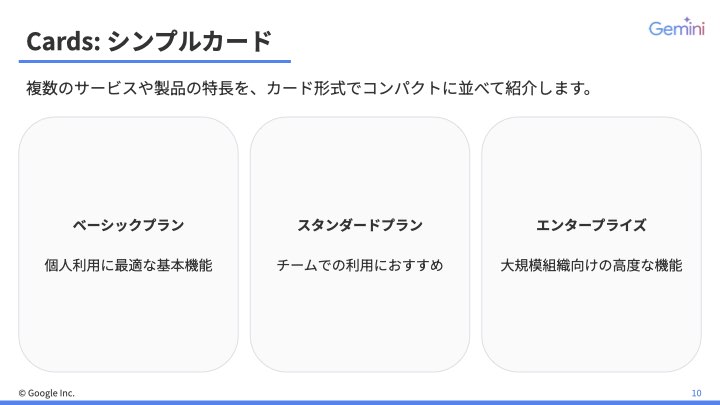 Cards: シンプルカード
Gemini
複数のサービスや製品の特長を、カード形式でコンパクトに並べて紹介します。
ベーシックプラン
個人利用に最適な基本機能
スタンダードプラン
チームでの利用におすすめ
エンタープライズ
大規模組織向けの高度な機能
© Google Inc.
10